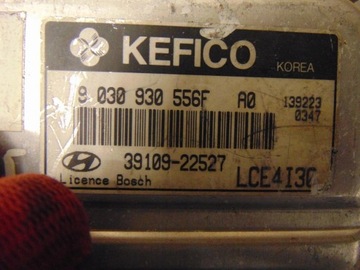 KEFICO
KOREA
9 030 930 556F A0 139223
0347
39109-22527
Licence Bosch LCE4I3C